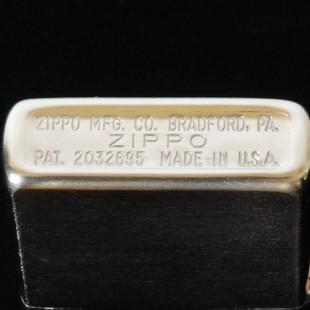 ZIPPO MFG. CO. BRADFORD, PA.
ZIPPO
PAT. 2032695 MADE IN U.S.A.